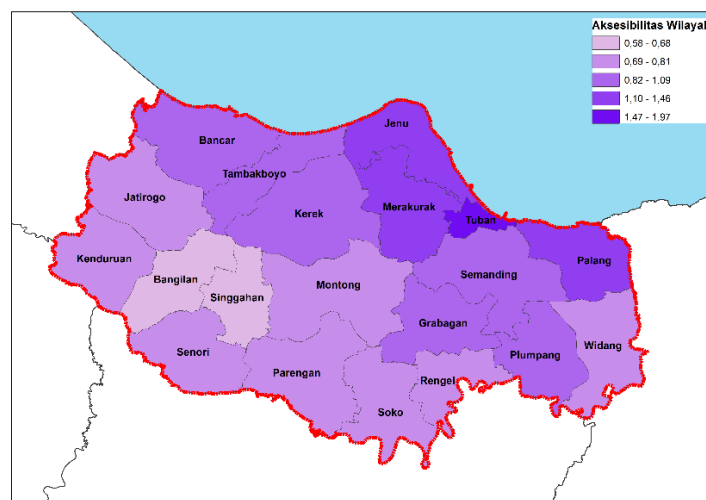 Aksesibilitas Wilayah
0,58 - 0,68
0,69 - 0,81
0,82 - 1.09
1,10 - 1,46
1,47 - 1.97
Jenu
Bancar
Tambakboyo
Jatirogo
Merakurak
Kerek
Tuban
Kenduruan
Palang
Bangilan
Semanding
Montong
Singgahan
Grabagan
Widang
Senori
Plumpang
Parengan
Rengel
Soko